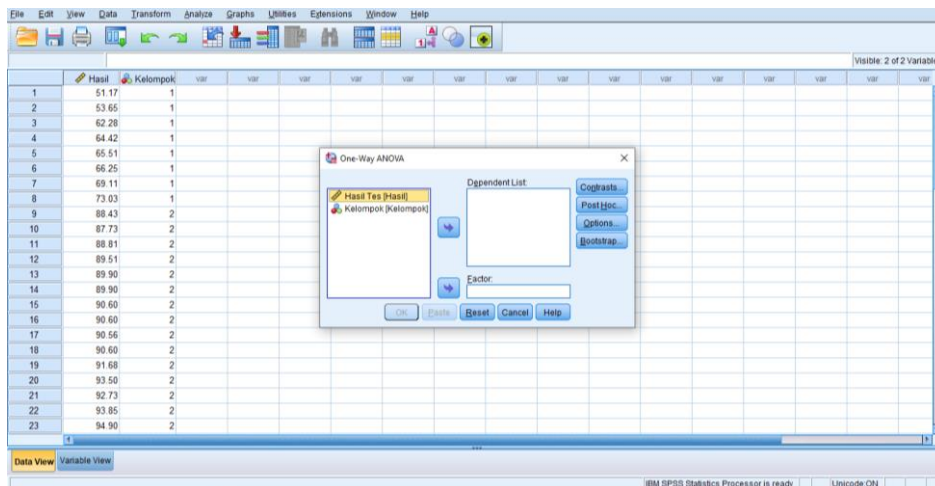 File Edit View Data Transform Analyze Graphs Utilities Extensions Window Help
Visible: 2 of 2 Variable
Hasil Kelompok var var var var var var var var var var var var var var
1 51.17 1
2 53.65 1
3 62.28 1
4 64.42 1
5 65.51 1
6 66.25 1
7 69.11 1
8 73.03 1
9 88.43 2
10 87.73 2
11 88.81 2
12 89.51 2
13 89.90 2
14 89.90 2
15 90.60 2
16 90.60 2
17 90.56 2
18 90.60 2
19 91.68 2
20 93.50 2
21 92.73 2
22 93.85 2
23 94.90 2
One-Way ANOVA
Hasil Tes [Hasil]
Kelompok [Kelompok]
Dependent List:
Factor:
Contrasts...
Post Hoc...
Options...
Bootstrap...
OK Paste Reset Cancel Help
Data View Variable View
IBM SPSS Statistics Processor is ready Unicode:ON